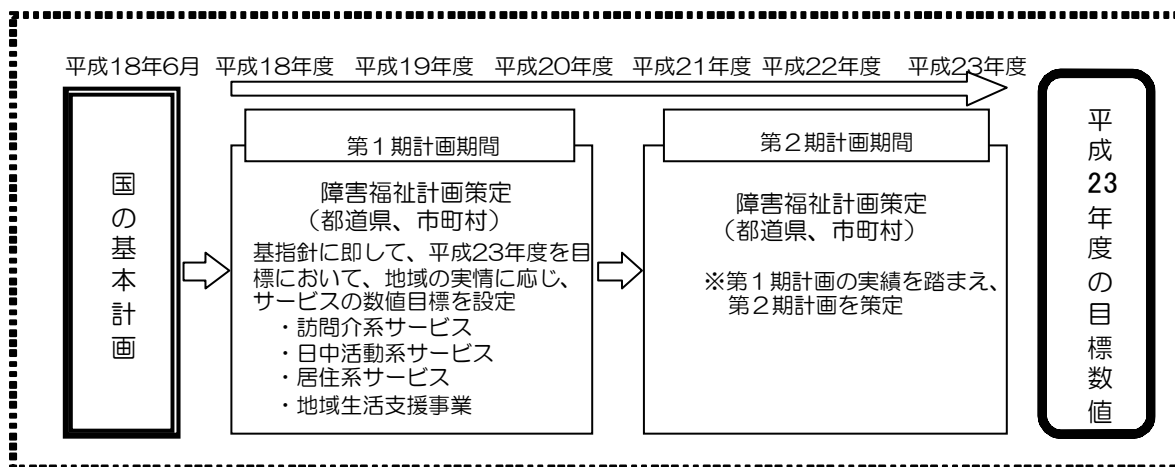 平成18年6月 平成18年度 平成19年度 平成20年度 平成21年度 平成22年度 平成23年度
国の基本計画
第1期計画期間
障害福祉計画策定
(都道県、市町村)
基指針に即して、平成23年度を目
標において、地域の実情に応じ、
サービスの数値目標を設定
・訪問介系サービス
・日中活動系サービス
・居住系サービス
・地域生活支援事業
第2期計画期間
障害福祉計画策定
(都道県、市町村)
※第1期計画の実績を踏まえ、
第2期計画を策定
平成23年度の目標数値